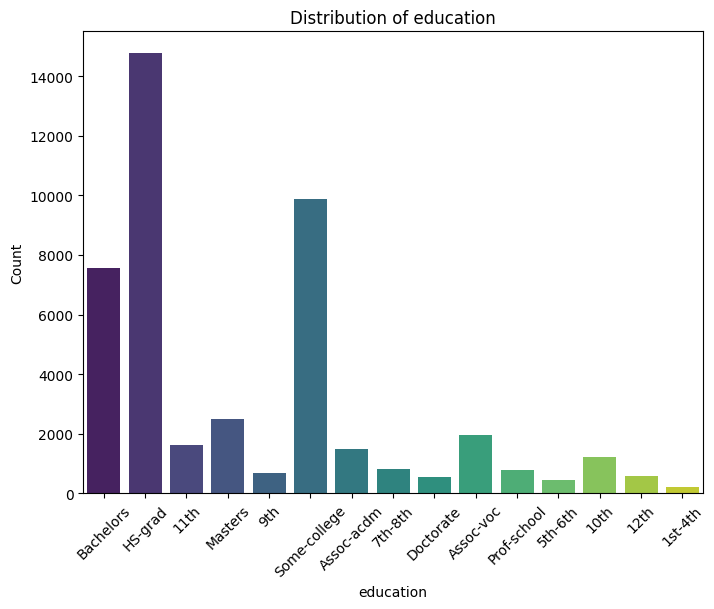 Distribution of education
Count
14000
12000
10000
8000
6000
4000
2000
0
Bachelors
HS-grad
11th
Masters
9th
Some-college
Assoc-acdm
7th-8th
Doctorate
Assoc-voc
Prof-school
5th-6th
10th
12th
1st-4th
education